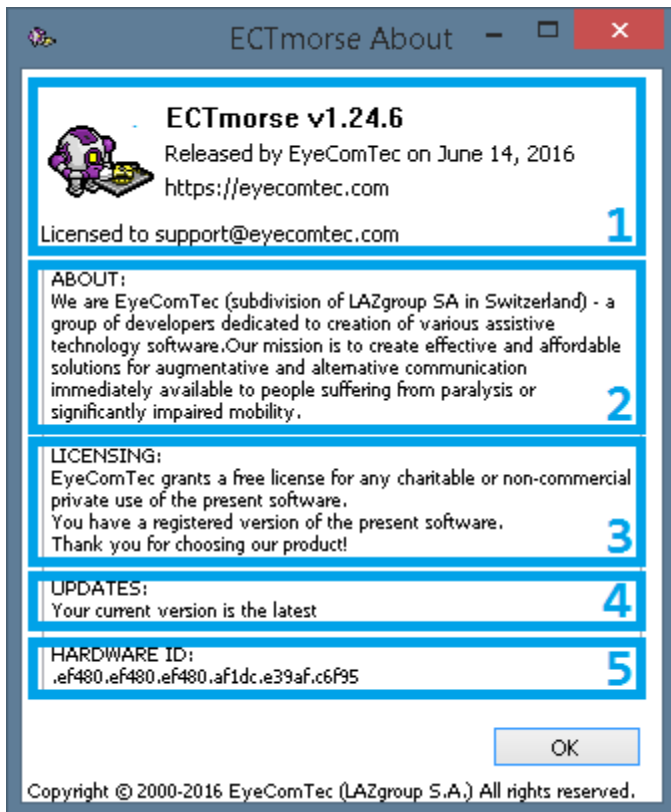 ECTmorse About
ECTmorse v1.24.6
Released by EyeComTec on June 14, 2016
https://eyecomtec.com
Licensed to support@eyecomtec.com
1
ABOUT:
We are EyeComTec (subdivision of LAZgroup SA in Switzerland) - a
group of developers dedicated to creation of various assistive
technology software.Our mission is to create effective and affordable
solutions for augmentative and alternative communication
immediately available to people suffering from paralysis or
significantly impaired mobility.
2
LICENSING:
EyeComTec grants a free license for any charitable or non-commercial
private use of the present software.
You have a registered version of the present software.
Thank you for choosing our product!
3
UPDATES:
Your current version is the latest
4
HARDWARE ID:
.ef480.ef480.ef480.af1dc.e39af.c6f95
5
OK
Copyright © 2000-2016 EyeComTec (LAZgroup S.A.) All rights reserved.